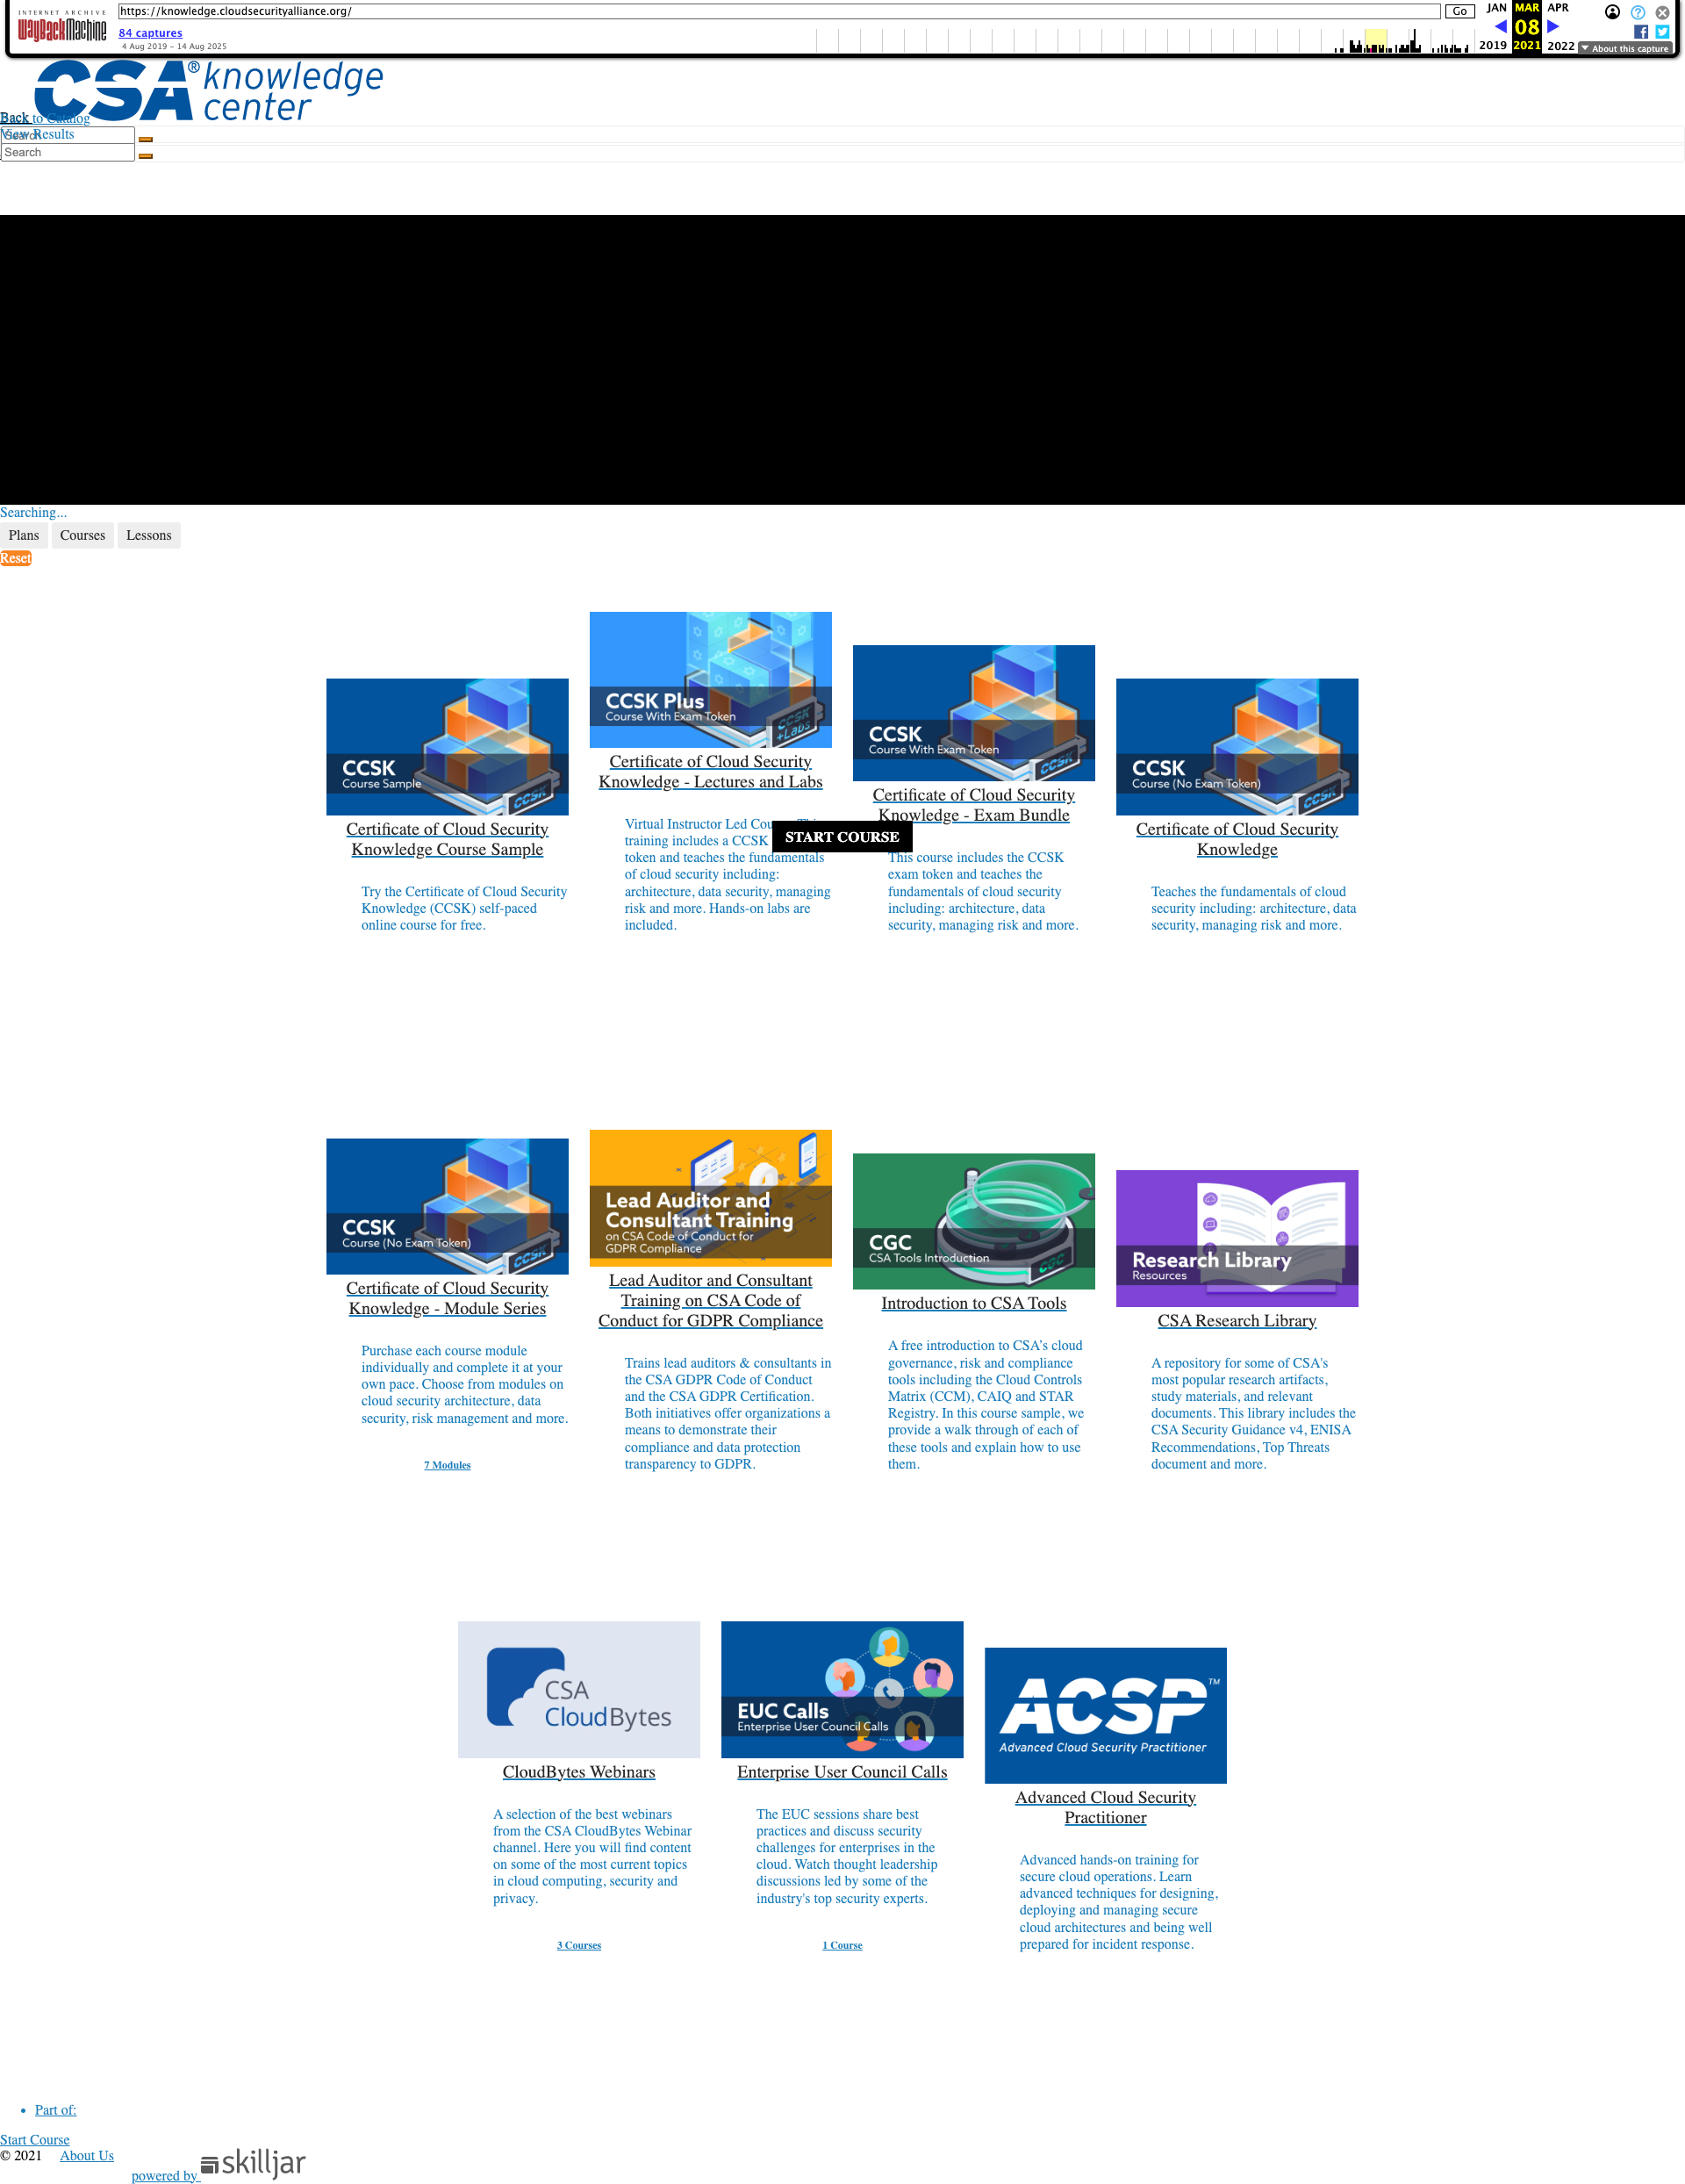 INTERNET ARCHIVE
WayBackMachine
https://knowledge.cloudsecurityalliance.org/
Go
84 captures
4 Aug 2019 – 14 Aug 2025
JAN MAR APR
08
2019 2021 2022
About this capture
CSA® knowledge
center
Back to Catalog
View Results
Search
Search
Searching...
Plans Courses Lessons
Reset
CCSK
Course Sample
Certificate of Cloud Security
Knowledge Course Sample
Try the Certificate of Cloud Security
Knowledge (CCSK) self-paced
online course for free.
CCSK Plus
Course With Exam Token
CCSK
+Labs
Certificate of Cloud Security
Knowledge - Lectures and Labs
Virtual Instructor Led
training includes a CCSK
token and teaches the fundamentals
of cloud security including:
architecture, data security, managing
risk and more. Hands-on labs are
included.
START COURSE
CCSK
Course With Exam Token
CCSK
Certificate of Cloud Security
Knowledge - Exam Bundle
This course includes the CCSK
exam token and teaches the
fundamentals of cloud security
including: architecture, data
security, managing risk and more.
CCSK
Course (No Exam Token)
CCSK
Certificate of Cloud Security
Knowledge
Teaches the fundamentals of cloud
security including: architecture, data
security, managing risk and more.
CCSK
Course (No Exam Token)
CCSK
Certificate of Cloud Security
Knowledge - Module Series
Purchase each course module
individually and complete it at your
own pace. Choose from modules on
cloud security architecture, data
security, risk management and more.
7 Modules
Lead Auditor and
Consultant Training
on CSA Code of Conduct for
GDPR Compliance
Lead Auditor and Consultant
Training on CSA Code of
Conduct for GDPR Compliance
Trains lead auditors & consultants in
the CSA GDPR Code of Conduct
and the CSA GDPR Certification.
Both initiatives offer organizations a
means to demonstrate their
compliance and data protection
transparency to GDPR.
CGC
CSA Tools Introduction
CGC
Introduction to CSA Tools
A free introduction to CSA's cloud
governance, risk and compliance
tools including the Cloud Controls
Matrix (CCM), CAIQ and STAR
Registry. In this course sample, we
provide a walk through of each of
these tools and explain how to use
them.
Research Library
Resources
CSA Research Library
A repository for some of CSA's
most popular research artifacts,
study materials, and relevant
documents. This library includes the
CSA Security Guidance v4, ENISA
Recommendations, Top Threats
document and more.
CSA
CloudBytes
CloudBytes Webinars
A selection of the best webinars
from the CSA CloudBytes Webinar
channel. Here you will find content
on some of the most current topics
in cloud computing, security and
privacy.
3 Courses
EUC Calls
Enterprise User Council Calls
Enterprise User Council Calls
The EUC sessions share best
practices and discuss security
challenges for enterprises in the
cloud. Watch thought leadership
discussions led by some of the
industry's top security experts.
1 Course
ACSP™
Advanced Cloud Security Practitioner
Advanced Cloud Security
Practitioner
Advanced hands-on training for
secure cloud operations. Learn
advanced techniques for designing,
deploying and managing secure
cloud architectures and being well
prepared for incident response.
Part of:
Start Course
© 2021 About Us
powered by skilljar